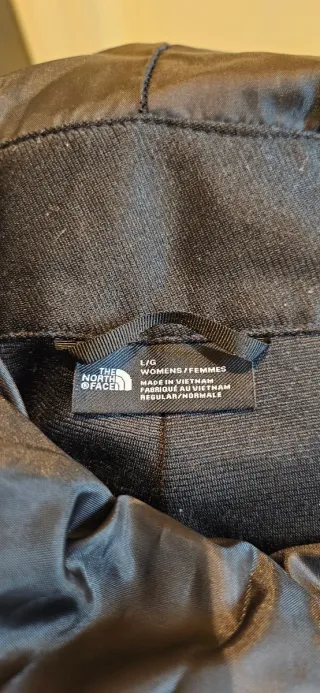 THE
NORTH
FACE
L/G
WOMENS/FEMMES
MADE IN VIETNAM
FABRIQUÉ AU VIETNAM
REGULAR/NORMALE